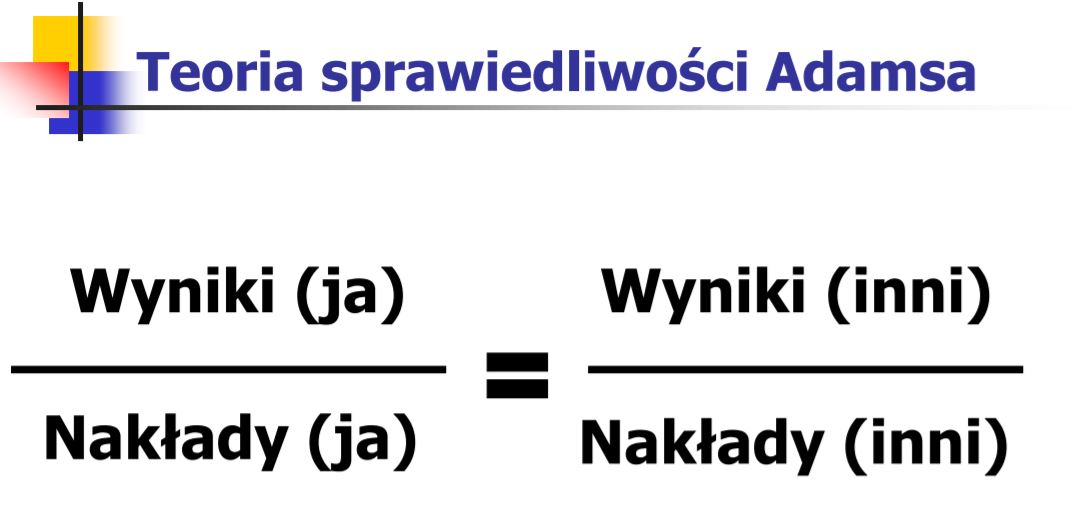 Teoria sprawiedliwości Adamsa
Wyniki (ja)
Nakłady (ja)
=
Wyniki (inni)
Nakłady (inni)